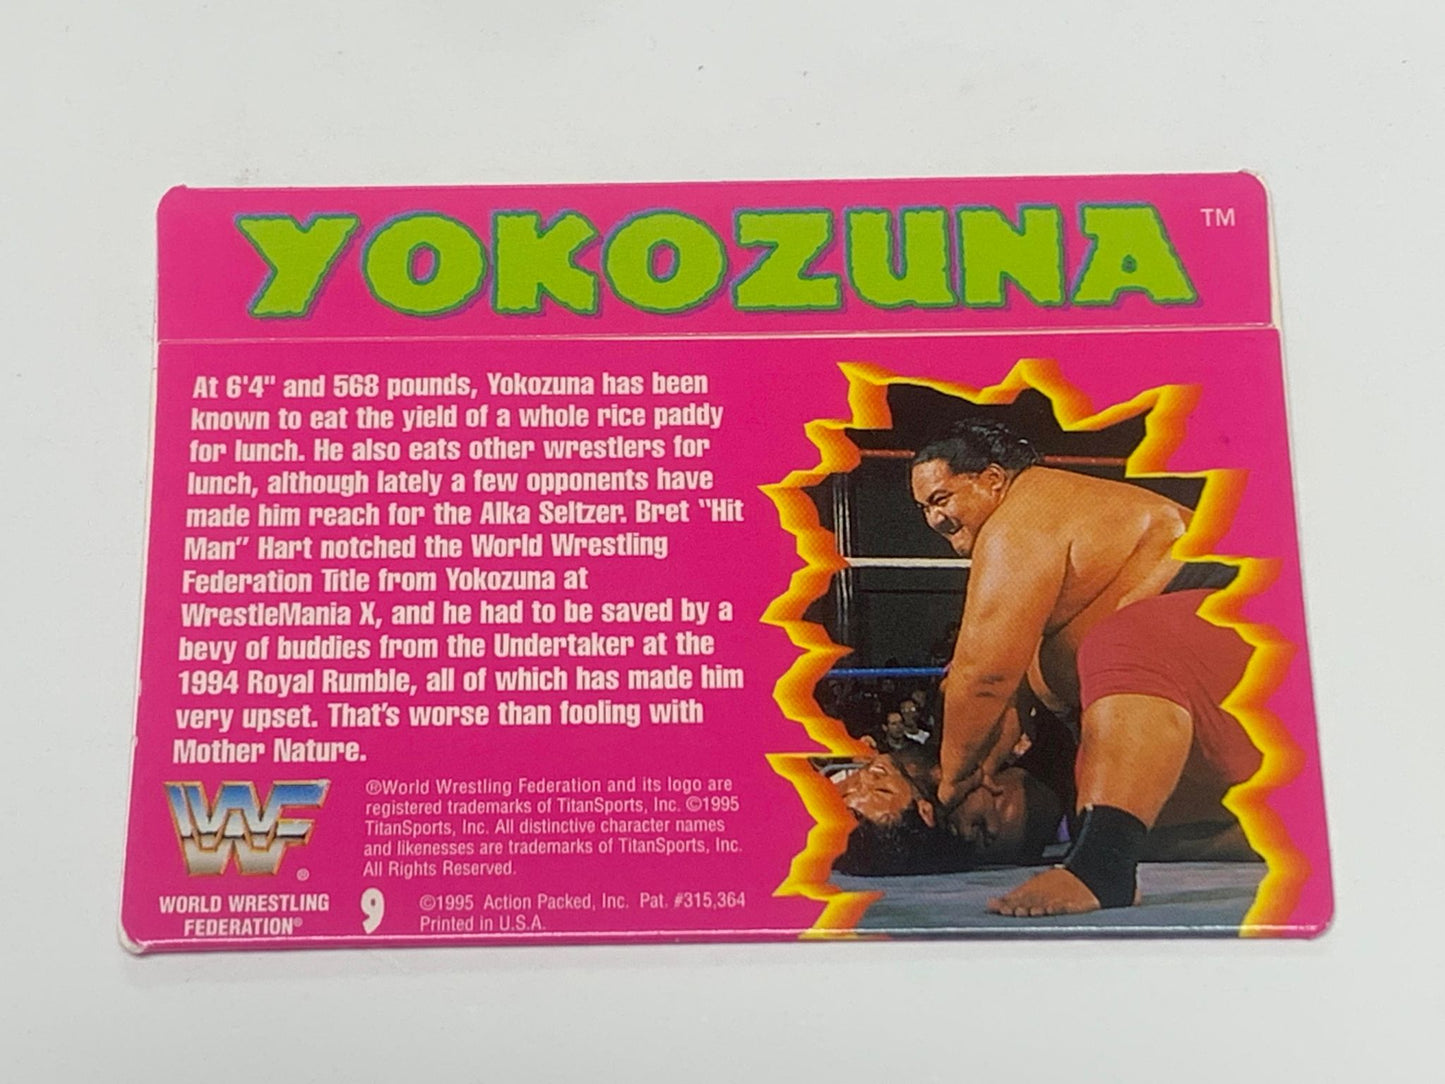 YOKOZUNA™
At 6'4" and 568 pounds, Yokozuna has been
known to eat the yield of a whole rice paddy
for lunch. He also eats other wrestlers for
lunch, although lately a few opponents have
made him reach for the Alka Seltzer. Bret "Hit
Man" Hart notched the World Wrestling
Federation Title from Yokozuna at
WrestleMania X, and he had to be saved by a
bevy of buddies from the Undertaker at the
1994 Royal Rumble, all of which has made him
very upset. That's worse than fooling with
Mother Nature.
WF®
WORLD WRESTLING
FEDERATION®
®World Wrestling Federation and its logo are
registered trademarks of TitanSports, Inc. ©1995
TitanSports, Inc. All distinctive character names
and likenesses are trademarks of TitanSports, Inc.
All Rights Reserved.
9
©1995 Action Packed, Inc. Pat. #315,364
Printed in U.S.A.